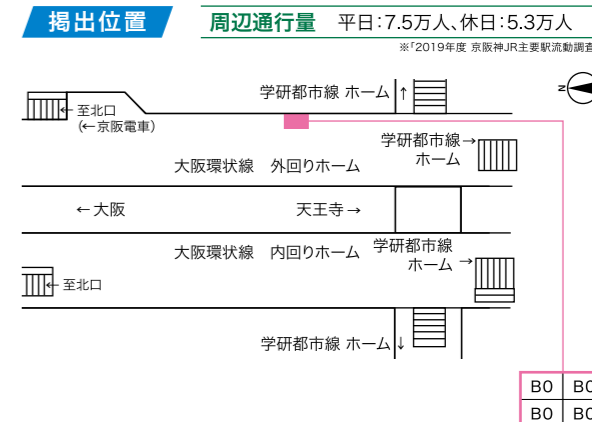 掲出位置
周辺通行量 平日:7.5万人、休日:5.3万人
※「2019年度 京阪神JR主要駅流動調査
学研都市線 ホーム ↑
N
← 至北口
(←京阪電車)
学研都市線→
ホーム
大阪環状線 外回りホーム
←大阪
天王寺→
大阪環状線 内回りホーム
学研都市線
ホーム →
← 至北口
学研都市線 ホーム ↓
B0 B0
B0 B0